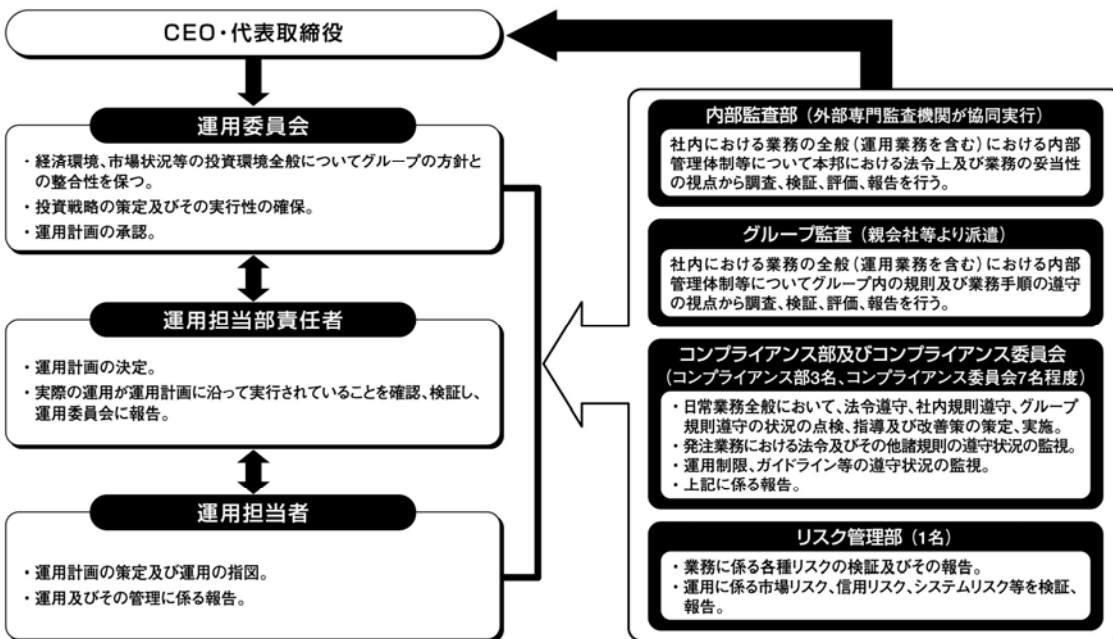 CEO・代表取締役
運用委員会
・経済環境、市場状況等の投資環境全般についてグループの方針と
の整合性を保つ。
・投資戦略の策定及びその実行性の確保。
・運用計画の承認。
運用担当部責任者
・運用計画の決定。
・実際の運用が運用計画に沿って実行されていることを確認、検証し、
運用委員会に報告。
運用担当者
・運用計画の策定及び運用の指図。
・運用及びその管理に係る報告。
内部監査部（外部専門監査機関が協同実行）
社内における業務の全般（運用業務を含む）における内部
管理体制等について本邦における法令上及び業務の妥当性
の視点から調査、検証、評価、報告を行う。
グループ監査（親会社等より派遣）
社内における業務の全般（運用業務を含む）における内部
管理体制等についてグループ内の規則及び業務手順の遵守
の視点から調査、検証、評価、報告を行う。
コンプライアンス部及びコンプライアンス委員会
（コンプライアンス部3名、コンプライアンス委員会7名程度）
・日常業務全般において、法令遵守、社内規則遵守、グループ
規則遵守の状況の点検、指導及び改善策の策定、実施。
・発注業務における法令及びその他諸規則の遵守状況の監視。
・運用制限、ガイドライン等の遵守状況の監視。
・上記に係る報告。
リスク管理部（1名）
・業務に係る各種リスクの検証及びその報告。
・運用に係る市場リスク、信用リスク、システムリスク等を検証、
報告。